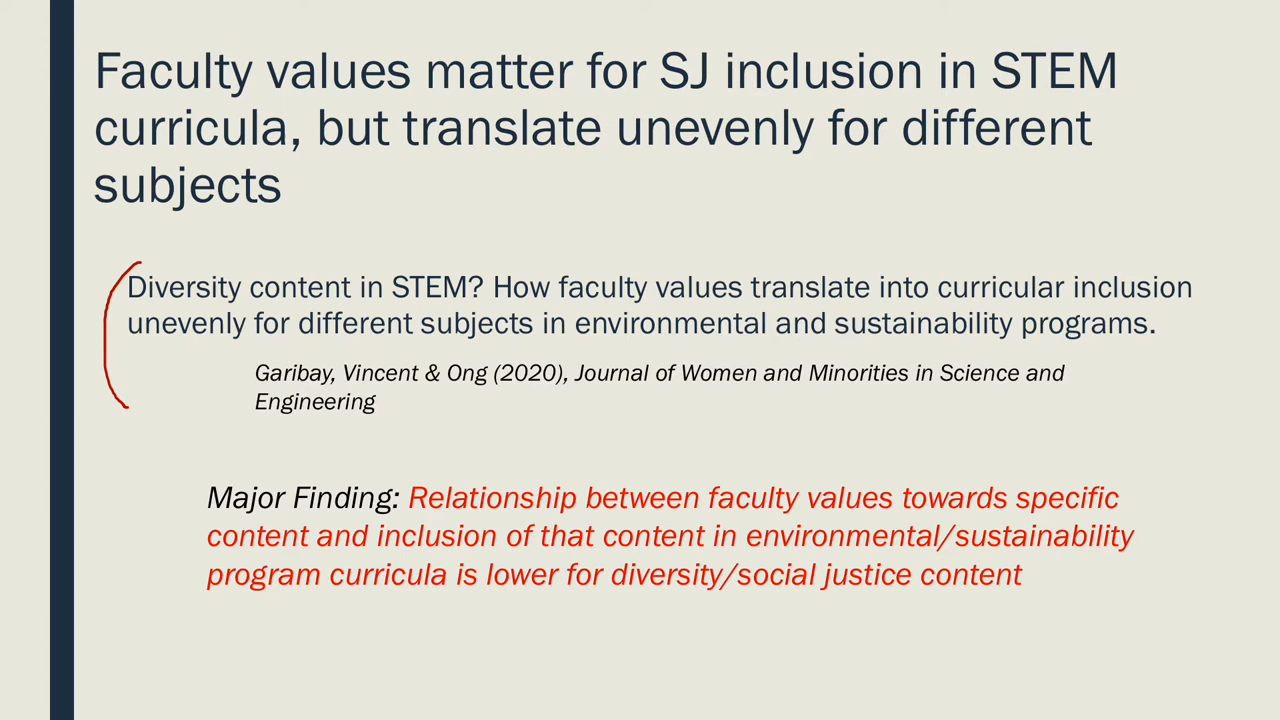 Faculty values matter for SJ inclusion in STEM
curricula, but translate unevenly for different
subjects
Diversity content in STEM? How faculty values translate into curricular inclusion
unevenly for different subjects in environmental and sustainability programs.
Garibay, Vincent & Ong (2020), Journal of Women and Minorities in Science and
Engineering
Major Finding: Relationship between faculty values towards specific
content and inclusion of that content in environmental/sustainability
program curricula is lower for diversity/social justice content